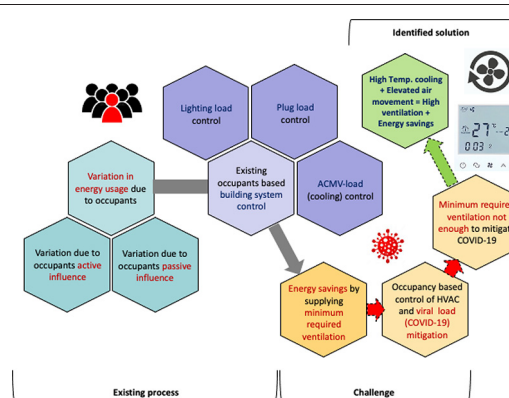 Identified solution
High Temp. cooling
+ Elevated air
movement = High
ventilation +
Energy savings
27°
003
Lighting load
control
Plug load
control
Variation in
energy usage due
to occupants
Existing
occupants based
building system
control
ACMV-load
(cooling) control
Minimum require
ventilation not
enough to mitigat
COVID-19
Variation due to
occupants active
influence
Variation due to
occupants passive
influence
Energy savings by
supplying
minimum
required
ventilation
Occupancy based
control of HVAC
and viral load
(COVID-19)
mitigation
Existing process
Challenge